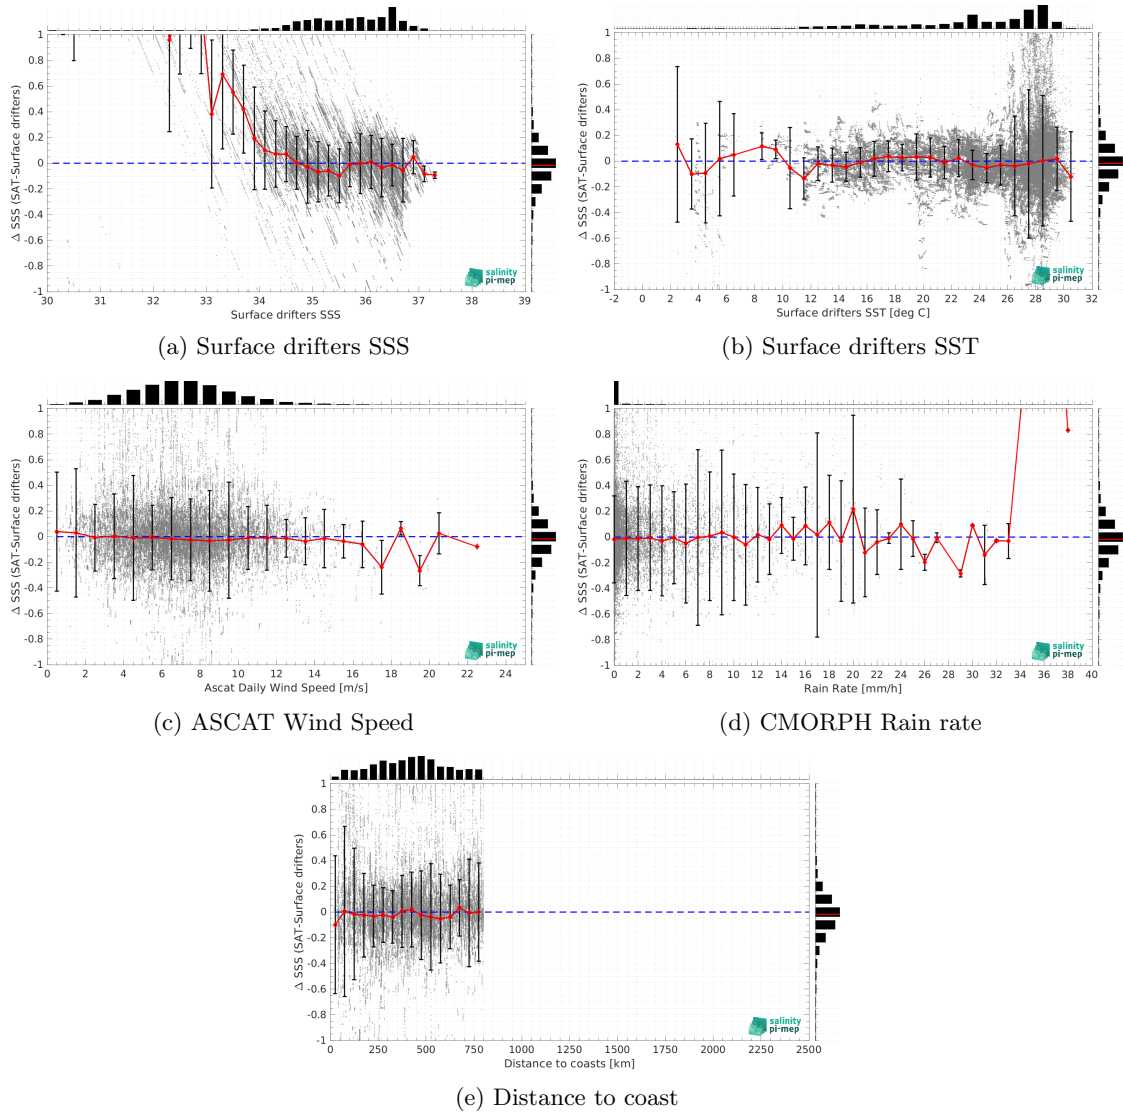 1
0.8
0.6
0.4
0.2
0
-0.2
-0.4
-0.6
-0.8
-1
Δ SSS (SAT-Surface drifters)
30 31 32 33 34 35 36 37 38 39
Surface drifters SSS
salinity
pi-mep
(a) Surface drifters SSS
1
0.8
0.6
0.4
0.2
0
-0.2
-0.4
-0.6
-0.8
-1
Δ SSS (SAT-Surface drifters)
-2 0 2 4 6 8 10 12 14 16 18 20 22 24 26 28 30 32
Surface drifters SST [deg C]
salinity
pi-mep
(b) Surface drifters SST
1
0.8
0.6
0.4
0.2
0
-0.2
-0.4
-0.6
-0.8
-1
Δ SSS (SAT-Surface drifters)
0 2 4 6 8 10 12 14 16 18 20 22 24
Ascat Daily Wind Speed [m/s]
salinity
pi-mep
(c) ASCAT Wind Speed
1
0.8
0.6
0.4
0.2
0
-0.2
-0.4
-0.6
-0.8
-1
Δ SSS (SAT-Surface drifters)
0 2 4 6 8 10 12 14 16 18 20 22 24 26 28 30 32 34 36 38 40
Rain Rate [mm/h]
salinity
pi-mep
(d) CMORPH Rain rate
1
0.8
0.6
0.4
0.2
0
-0.2
-0.4
-0.6
-0.8
-1
Δ SSS (SAT-Surface drifters)
0 250 500 750 1000 1250 1500 1750 2000 2250 2500
Distance to coasts [km]
salinity
pi-mep
(e) Distance to coast